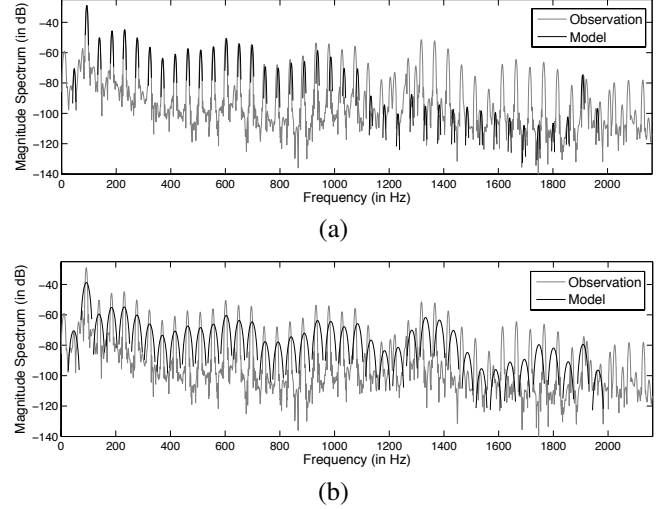 Observation
Model
Magnitude Spectrum (in dB)
−40
−60
−80
−100
−120
−140
0 200 400 600 800 1000 1200 1400 1600 1800 2000
Frequency (in Hz)
(a)
Observation
Model
Magnitude Spectrum (in dB)
−40
−60
−80
−100
−120
−140
0 200 400 600 800 1000 1200 1400 1600 1800 2000
Frequency (in Hz)
(b)